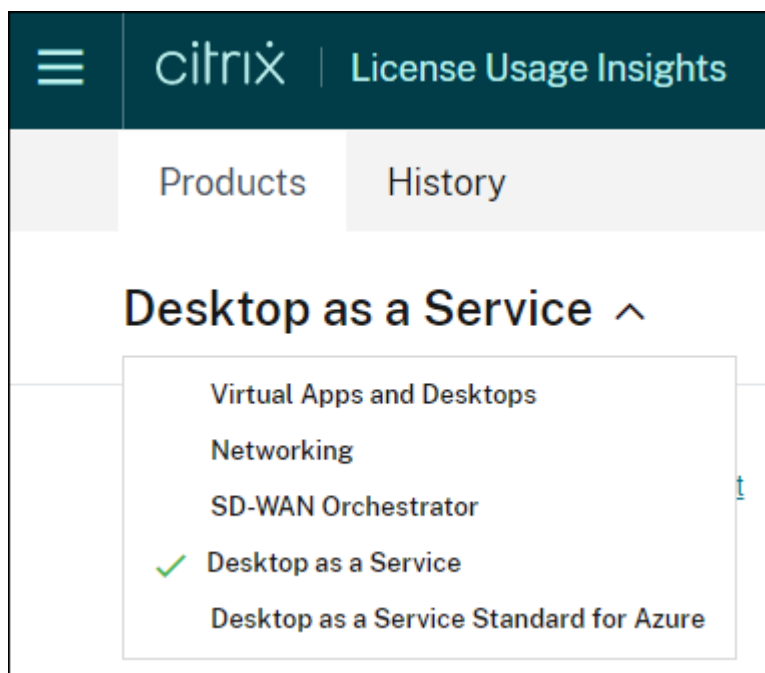 citrix | License Usage Insights
Products History
Desktop as a Service
Virtual Apps and Desktops
Networking
SD-WAN Orchestrator
Desktop as a Service
Desktop as a Service Standard for Azure
t